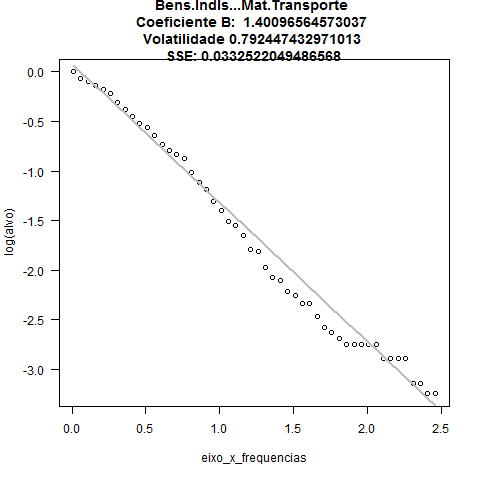 Bens.Indis...Mat.Transporte
Coeficiente B:  1.40096564573037
Volatilidade 0.792447432971013
SSE: 0.0332522049486568
0.0
-0.5
-1.0
-1.5
-2.0
-2.5
-3.0
log(alvo)
0.0 0.5 1.0 1.5 2.0 2.5
eixo_x_frequencias